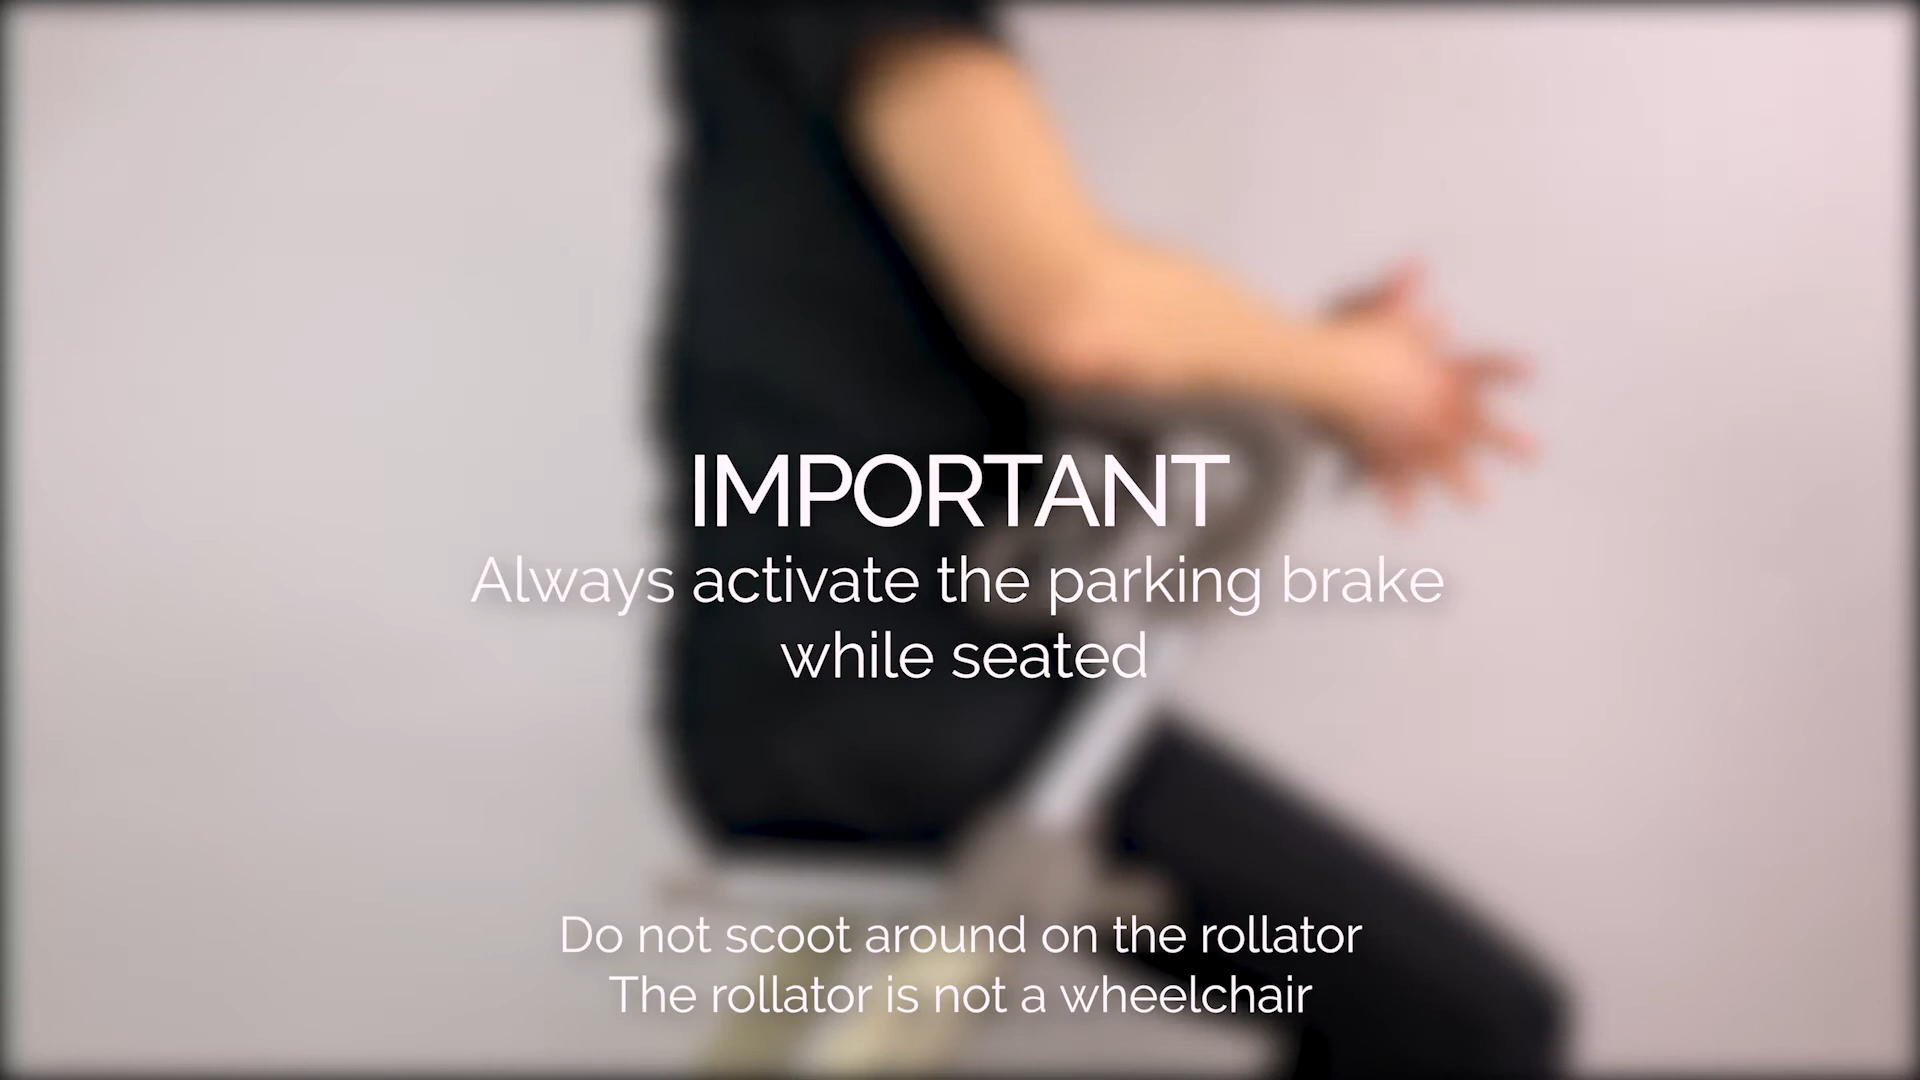 IMPORTANT
Always activate the parking brake
while seated
Do not scoot around on the rollator
The rollator is not a wheelchair